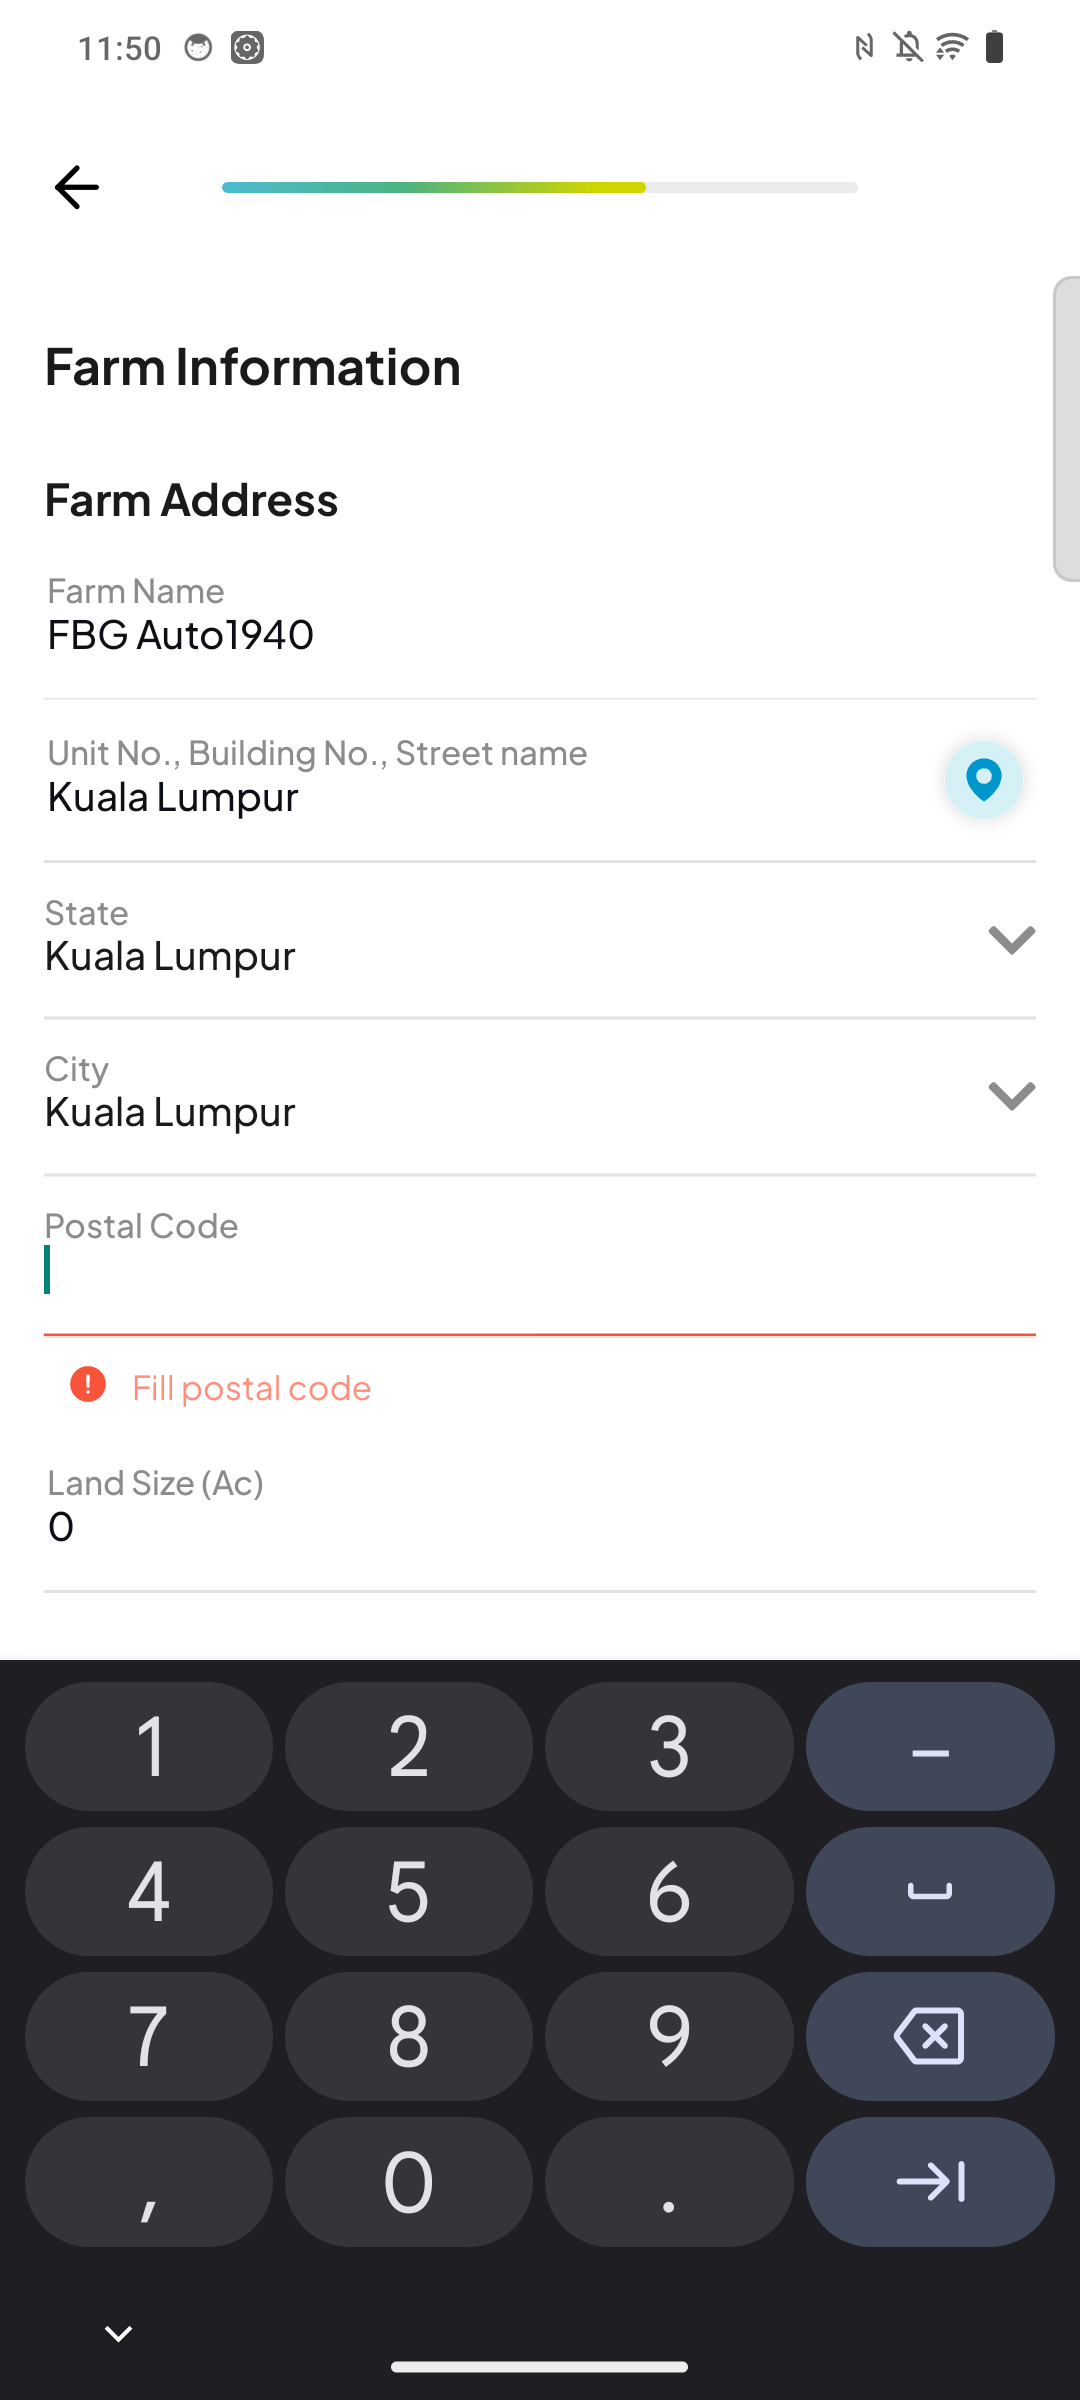 11:50
Farm Information
Farm Address
Farm Name
FBG Auto1940
Unit No., Building No., Street name
Kuala Lumpur
State
Kuala Lumpur
City
Kuala Lumpur
Postal Code
Fill postal code
Land Size (Ac)
0
1 2 3 –
4 5 6
7 8 9
, 0 .